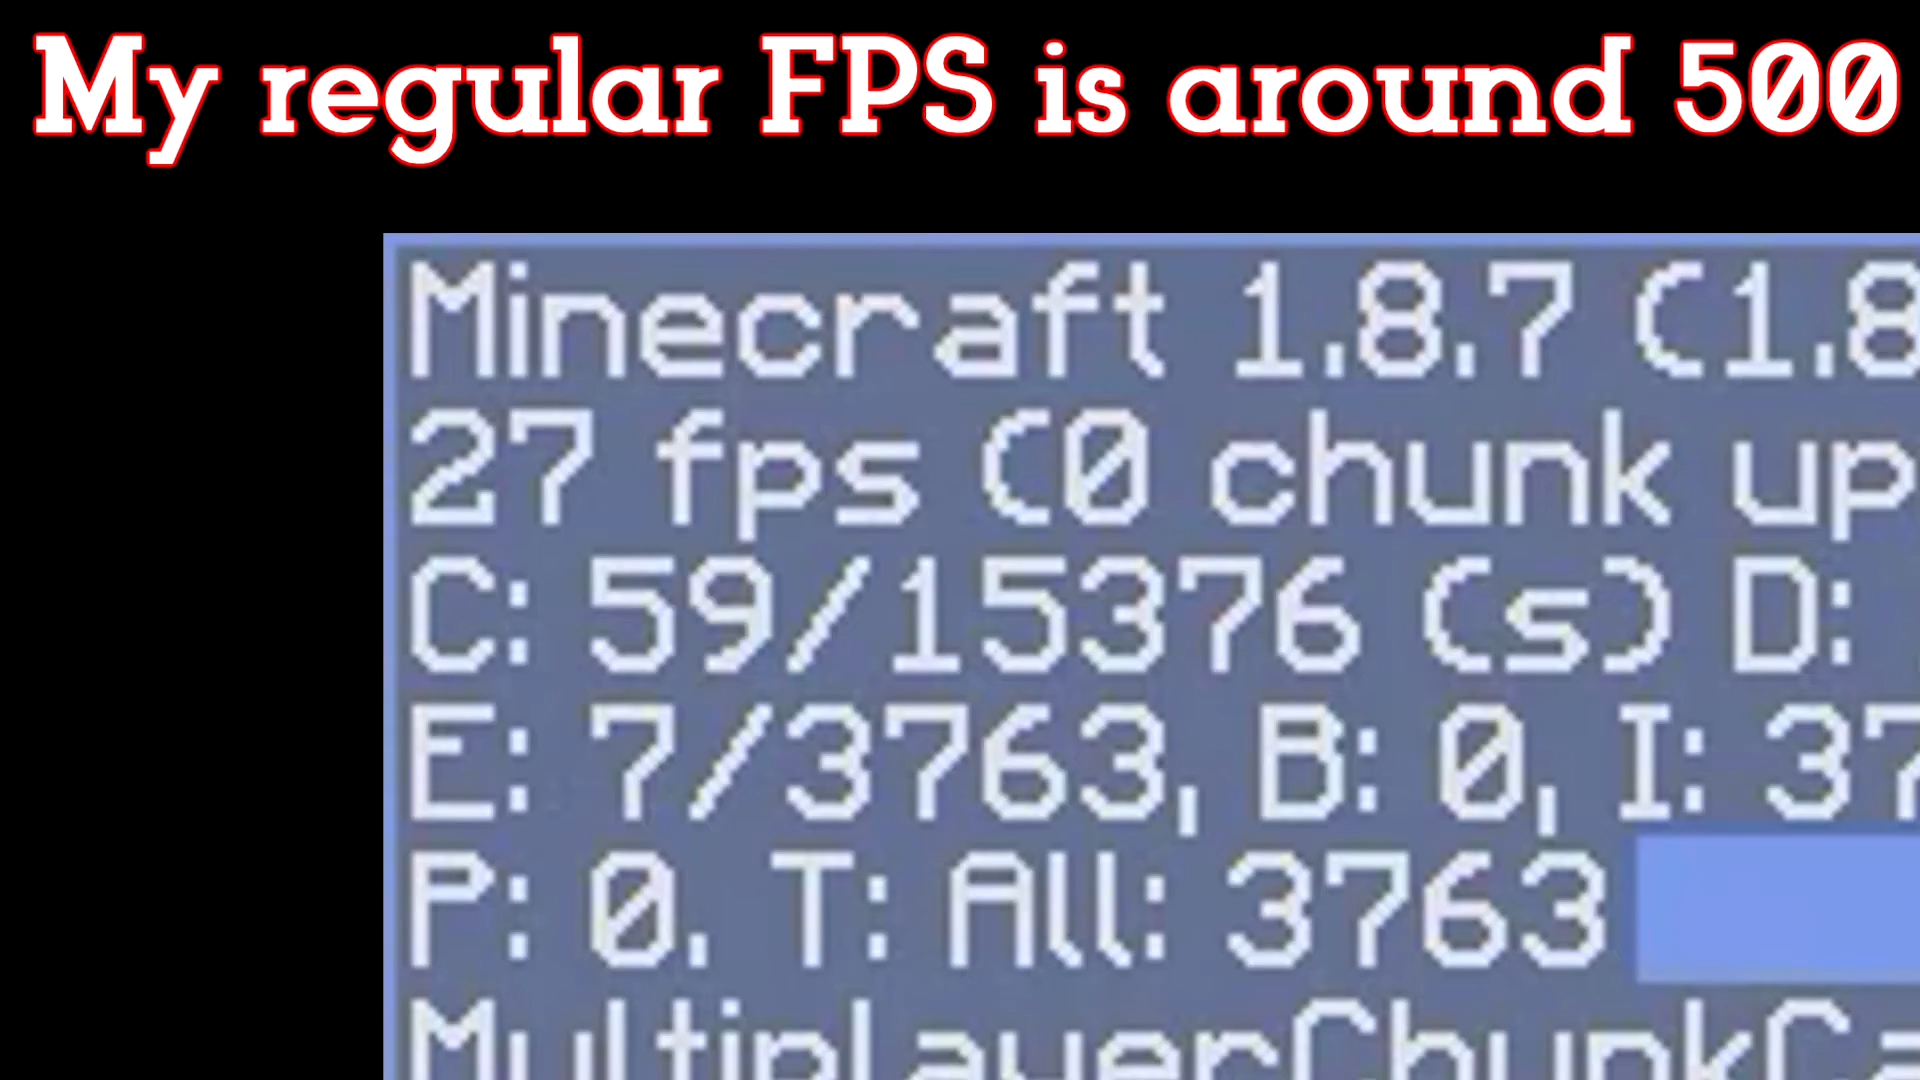 My regular FPS is around 500
Minecraft 1.8.7 (1.8
27 fps (0 chunk up
C: 59/15376 (s) D:
E: 7/3763, B: 0, I: 37
P: 0, T: All: 3763
MultiplayerChunkCa